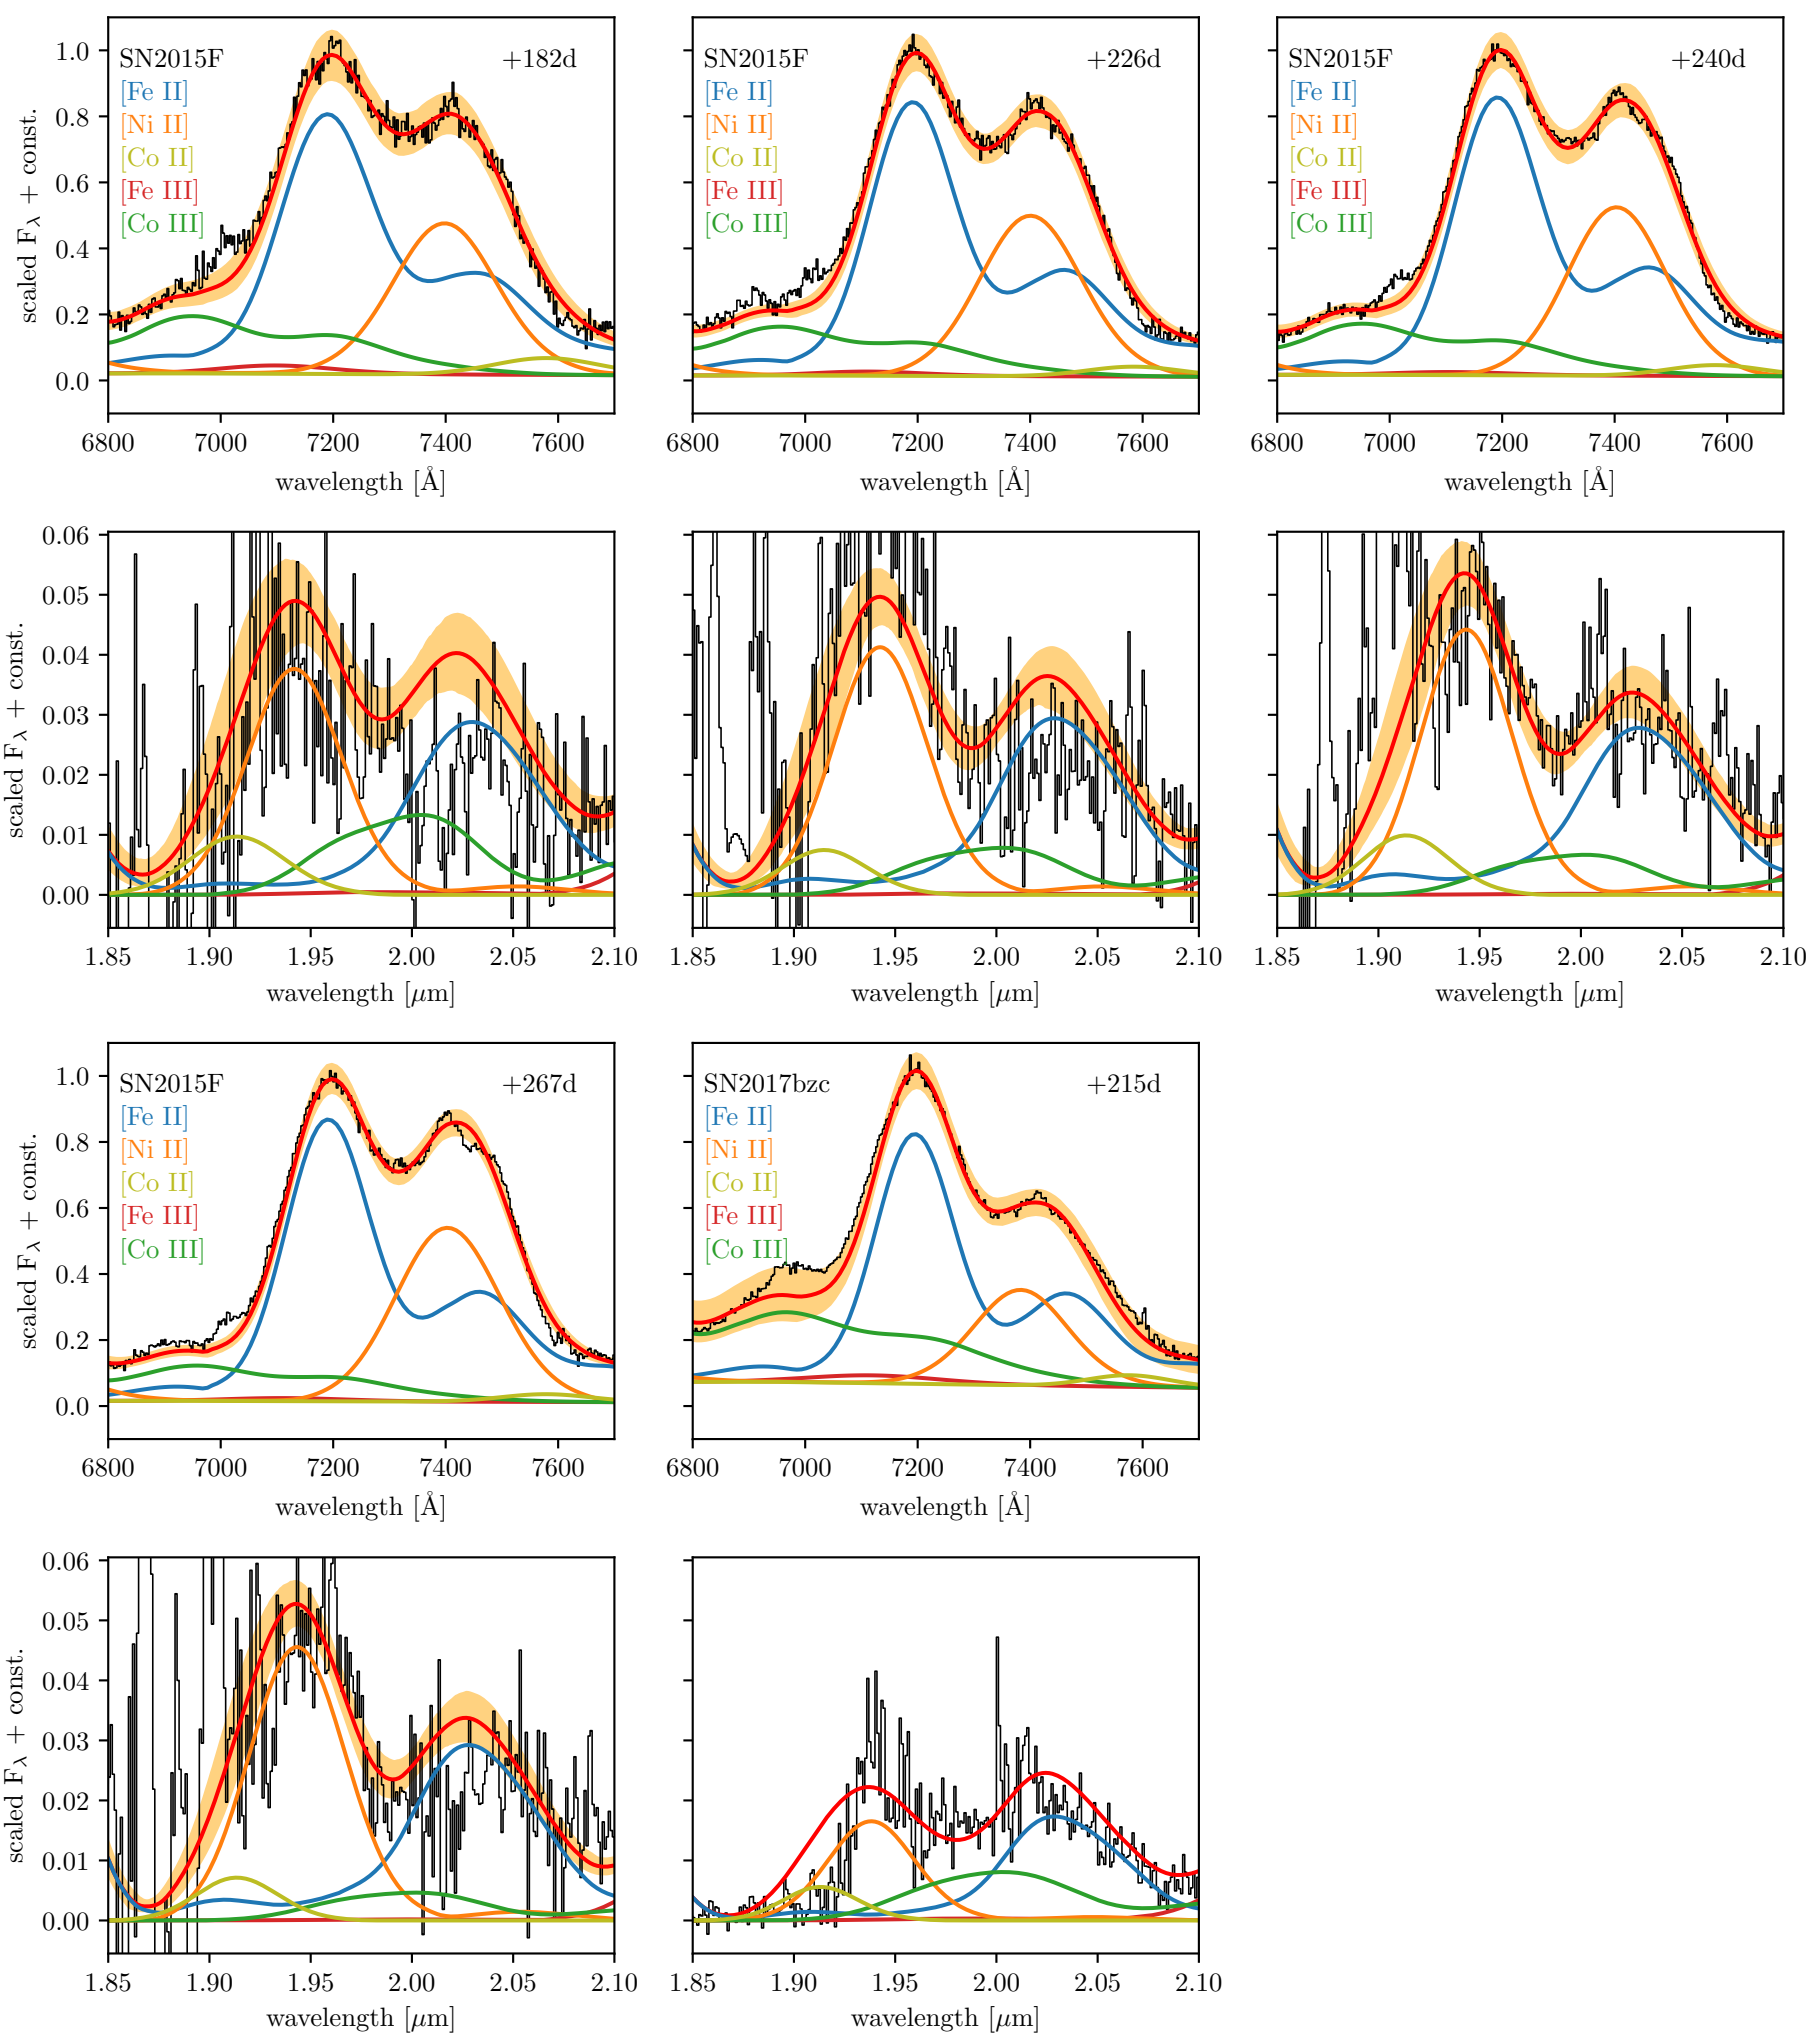 scaled F_λ + const.
1.0
0.8
0.6
0.4
0.2
0.0
SN2015F +182d
[Fe II]
[Ni II]
[Co II]
[Fe III]
[Co III]
6800 7000 7200 7400 7600
wavelength [Å]
SN2015F +226d
[Fe II]
[Ni II]
[Co II]
[Fe III]
[Co III]
6800 7000 7200 7400 7600
wavelength [Å]
SN2015F +240d
[Fe II]
[Ni II]
[Co II]
[Fe III]
[Co III]
6800 7000 7200 7400 7600
wavelength [Å]
scaled F_λ + const.
0.06
0.05
0.04
0.03
0.02
0.01
0.00
1.85 1.90 1.95 2.00 2.05 2.10
wavelength [μm]
1.85 1.90 1.95 2.00 2.05 2.10
wavelength [μm]
1.85 1.90 1.95 2.00 2.05 2.10
wavelength [μm]
scaled F_λ + const.
1.0
0.8
0.6
0.4
0.2
0.0
SN2015F +267d
[Fe II]
[Ni II]
[Co II]
[Fe III]
[Co III]
6800 7000 7200 7400 7600
wavelength [Å]
SN2017bzc +215d
[Fe II]
[Ni II]
[Co II]
[Fe III]
[Co III]
6800 7000 7200 7400 7600
wavelength [Å]
scaled F_λ + const.
0.06
0.05
0.04
0.03
0.02
0.01
0.00
1.85 1.90 1.95 2.00 2.05 2.10
wavelength [μm]
1.85 1.90 1.95 2.00 2.05 2.10
wavelength [μm]